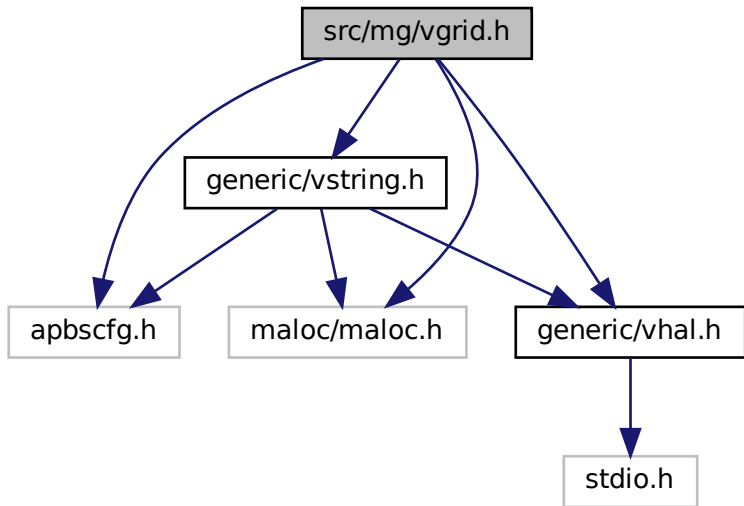 src/mg/vgrid.h
generic/vstring.h
apbscfg.h
maloc/maloc.h
generic/vhal.h
stdio.h